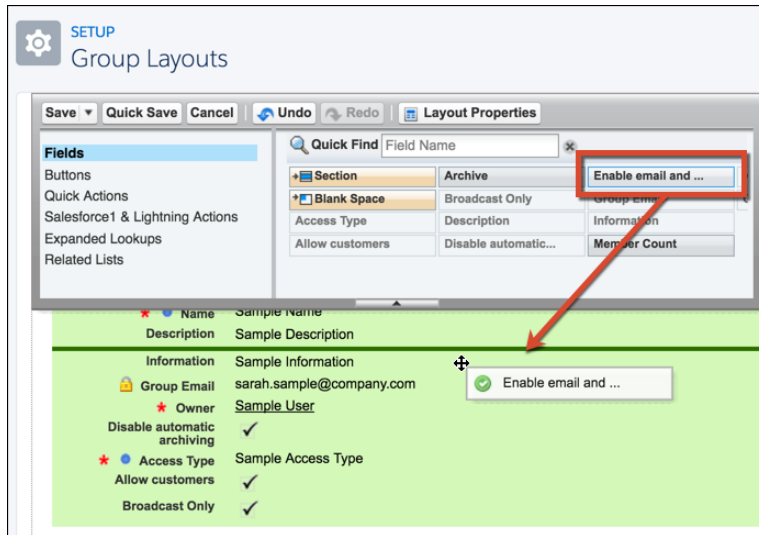 SETUP
Group Layouts
Save Quick Save Cancel Undo Redo Layout Properties
Fields
Buttons
Quick Actions
Salesforce1 & Lightning Actions
Expanded Lookups
Related Lists
Quick Find Field Name
Section Archive Enable email and ...
Blank Space Broadcast Only Group Email
Access Type Description Information
Allow customers Disable automatic... Member Count
* Name Sample Name
Description Sample Description
Information Sample Information
Group Email sarah.sample@company.com
* Owner Sample User
Disable automatic
archiving
* Access Type Sample Access Type
Allow customers
Broadcast Only
Enable email and ...